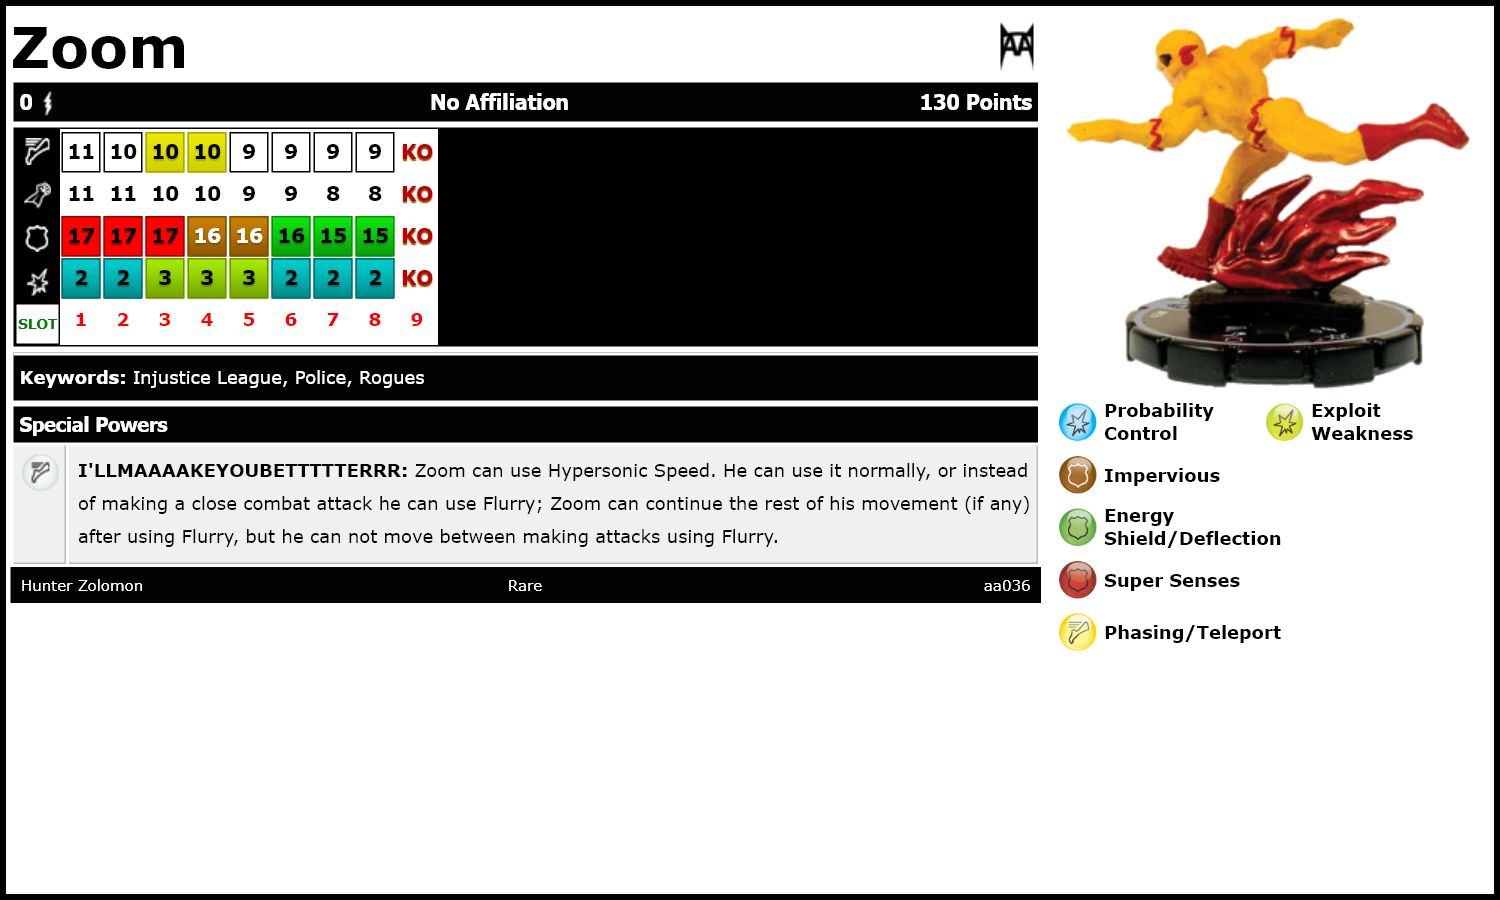 Zoom
0 No Affiliation 130 Points
11 10 10 10 9 9 9 9 KO
11 11 10 10 9 9 8 8 KO
17 17 17 16 16 16 15 15 KO
2 2 3 3 3 2 2 2 KO
SLOT 1 2 3 4 5 6 7 8 9
Keywords: Injustice League, Police, Rogues
Special Powers
I'LLMAAAAKEYOUBETTTTTERRR: Zoom can use Hypersonic Speed. He can use it normally, or instead
of making a close combat attack he can use Flurry; Zoom can continue the rest of his movement (if any)
after using Flurry, but he can not move between making attacks using Flurry.
Hunter Zolomon Rare aa036
Probability
Control
Exploit
Weakness
Impervious
Energy
Shield/Deflection
Super Senses
Phasing/Teleport